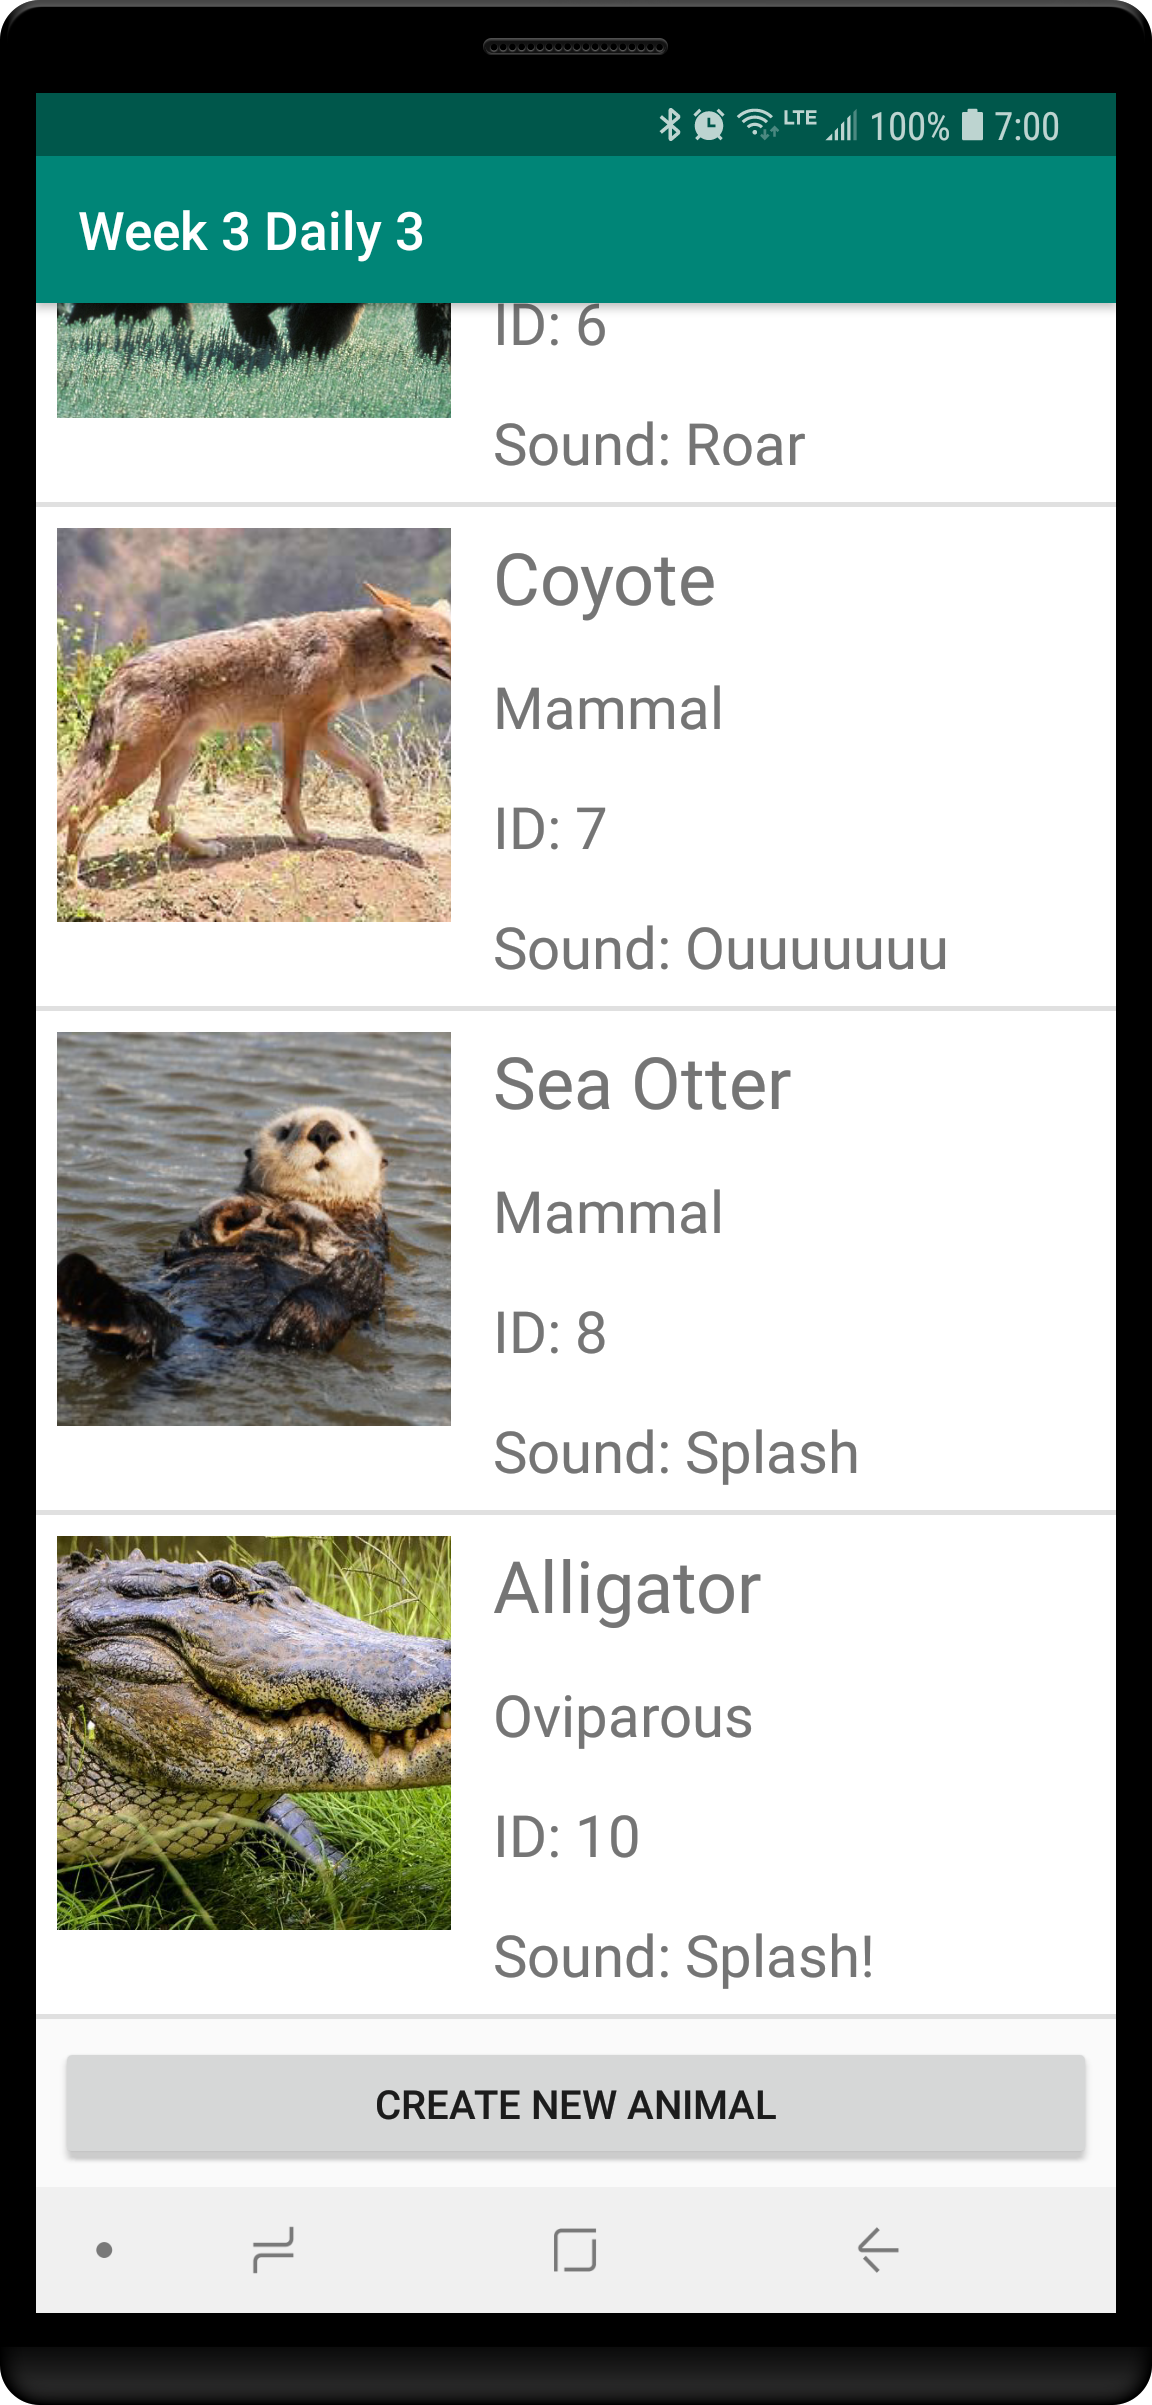 LTE 100% 7:00
Week 3 Daily 3
ID: 6
Sound: Roar
Coyote
Mammal
ID: 7
Sound: Ouuuuuuu
Sea Otter
Mammal
ID: 8
Sound: Splash
Alligator
Oviparous
ID: 10
Sound: Splash!
CREATE NEW ANIMAL